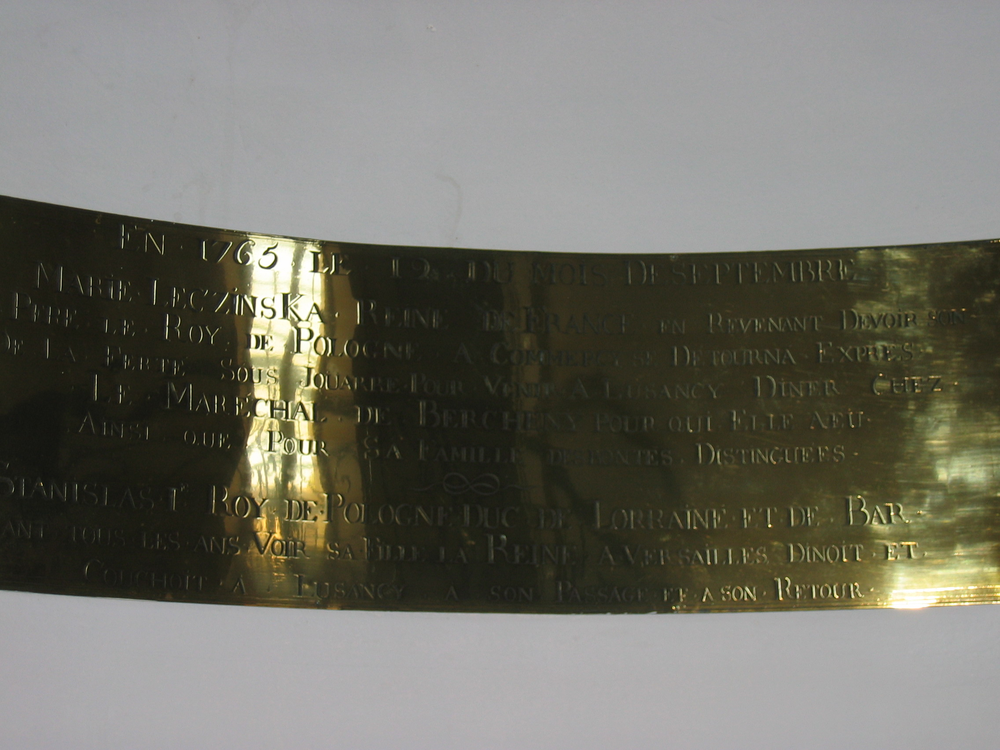 EN · 1765 · LE · 12 · DU MOIS DE SEPTEMBRE
MARIE · LECZINSKA · REINE DE FRANCE EN REVENANT DEVOIR SON
PERE · LE · ROY · DE POLOGNE A COMMERCY SE DETOURNA EXPRES
DE · LA · FERTE SOUS JOUARRE POUR VENIR A LUSANCY DINER CHEZ
LE · MARÉCHAL · DE BERCHENY POUR QUI ELLE AEU
AINSI QUE POUR SA FAMILLE DES BONTES · DISTINGUEES
STANISLAS · Iᴱᴿ ROY DE · POLOGNE DUC DE LORRAINE · ET · DE · BAR
ANT TOUS · LES · ANS · VOIR SA · FILLE LA REINE A · VERSAILLES DINOIT · ET
COUCHOIT · A · LUSANCY A SON PASSAGE ET A SON · RETOUR